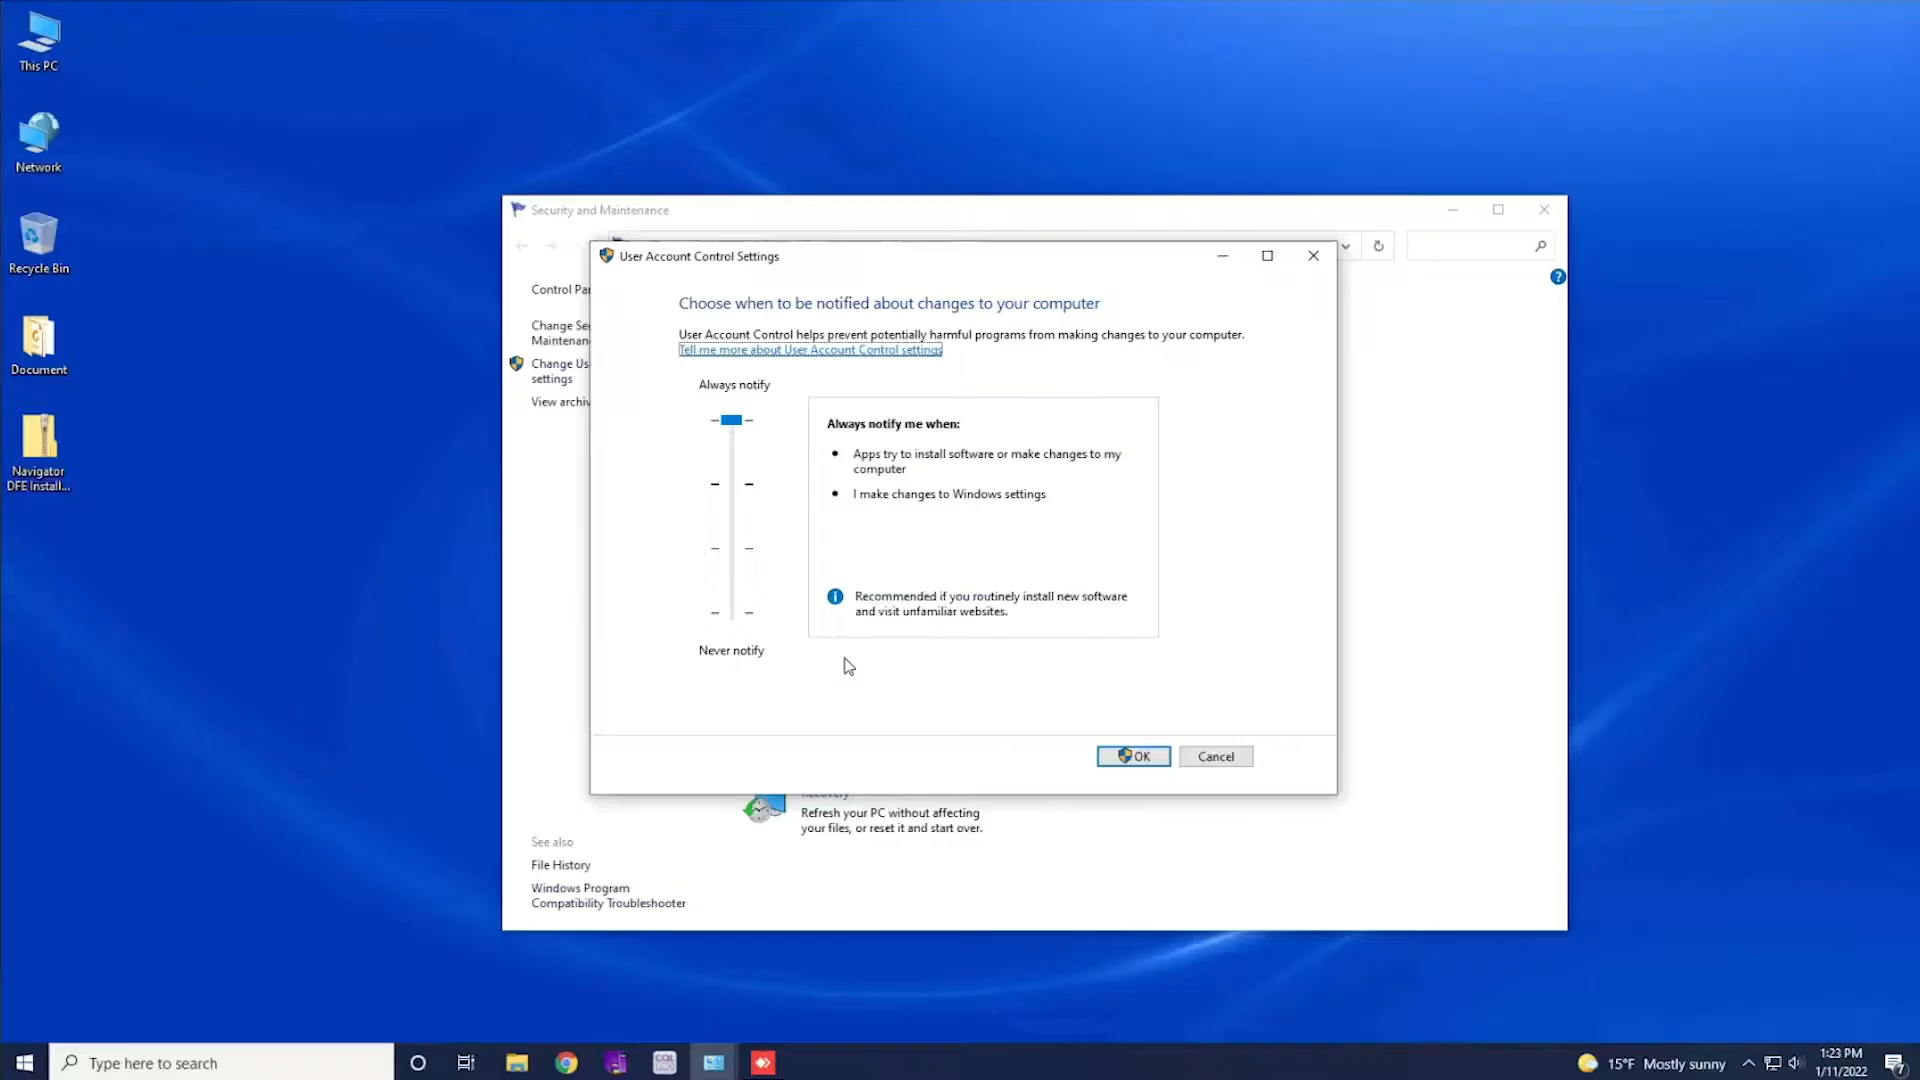 This PC
Network
Recycle Bin
Document
Navigator
DFE Install...
Security and Maintenance
User Account Control Settings
Control Pa
Change Se
Maintenan
Change Us
settings
View archiv
Choose when to be notified about changes to your computer
User Account Control helps prevent potentially harmful programs from making changes to your computer.
Tell me more about User Account Control settings
Always notify
Always notify me when:
• Apps try to install software or make changes to my
computer
• I make changes to Windows settings
Recommended if you routinely install new software
and visit unfamiliar websites.
Never notify
OK
Cancel
Recovery
Refresh your PC without affecting
your files, or reset it and start over.
See also
File History
Windows Program
Compatibility Troubleshooter
Type here to search
15°F Mostly sunny
1:23 PM
1/11/2022
7